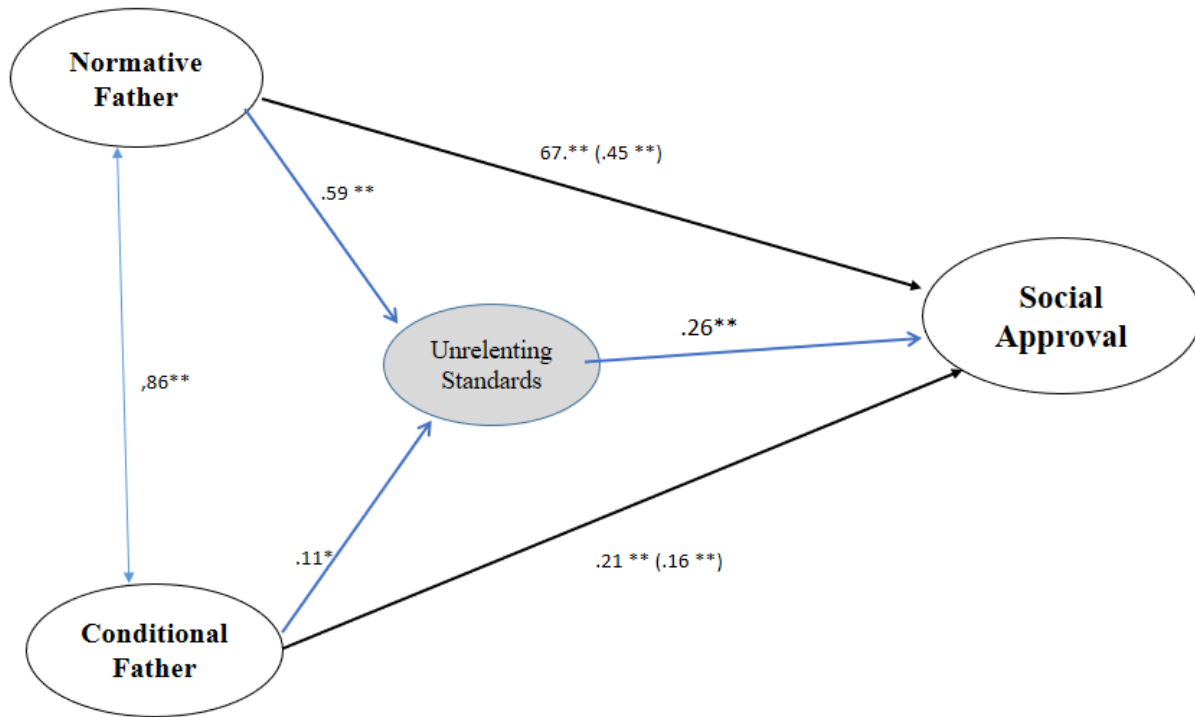 Normative
Father
67.** (.45 **)
.59 **
Social
Approval
.26**
Unrelenting
Standards
,86**
.11*
.21 ** (.16 **)
Conditional
Father